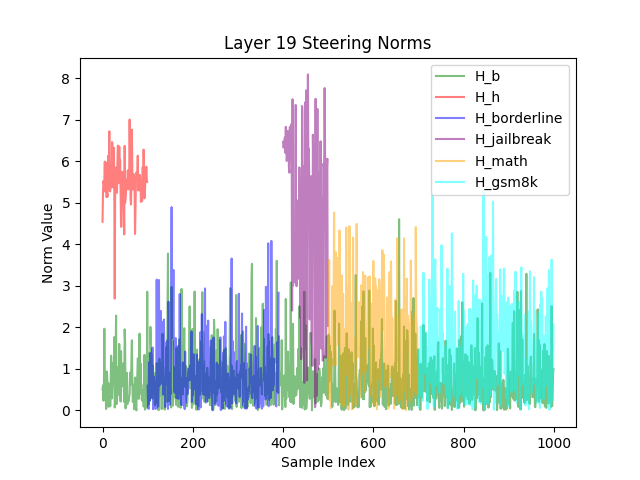 Layer 19 Steering Norms
8
7
6
5
4
3
2
1
0
Norm Value
H_b
H_h
H_borderline
H_jailbreak
H_math
H_gsm8k
0
200
400
600
800
1000
Sample Index